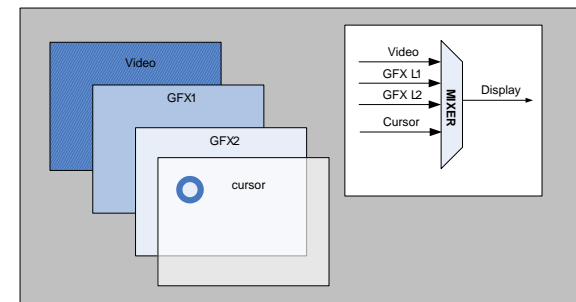 Video
GFX1
GFX2
cursor
Video
GFX L1
GFX L2
Cursor
MIXER
Display